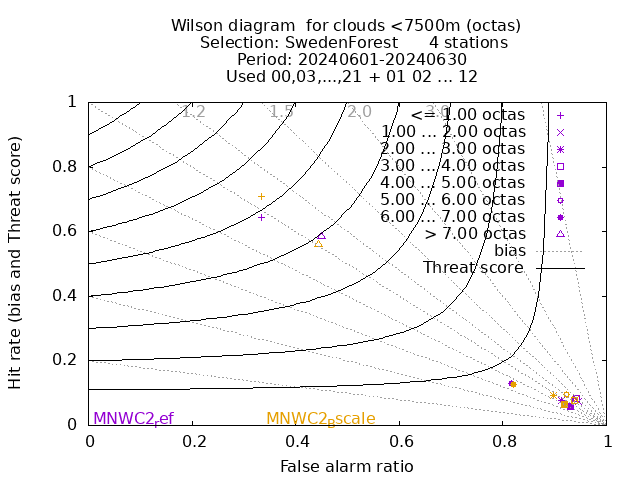 Wilson diagram  for clouds <7500m (octas)
Selection: SwedenForest      4 stations
Period: 20240601-20240630
Used 00,03,...,21 + 01 02 ... 12
1.2 1.5 2.0 3.0
<= 1.00 octas
1.00 ... 2.00 octas
2.00 ... 3.00 octas
3.00 ... 4.00 octas
4.00 ... 5.00 octas
5.00 ... 6.00 octas
6.00 ... 7.00 octas
> 7.00 octas
bias
Threat score
1
0.8
0.6
0.4
0.2
0
Hit rate (bias and Threat score)
MNWC2ref MNWC2Bscale
0 0.2 0.4 0.6 0.8 1
False alarm ratio